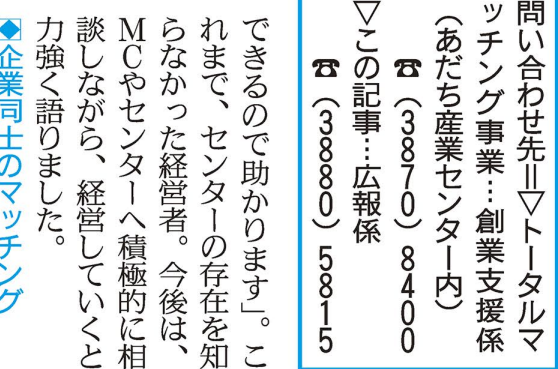 問い合わせ先＝▽トータルマ
ッチング事業…創業支援係
（あだち産業センター内）
☎（3870）8400
▽この記事…広報係
☎（3880）5815
できるので助かります」。こ
れまで、センターの存在を知
らなかった経営者。今後は、
ＭＣやセンターへ積極的に相
談しながら、経営していくと
力強く語りました。
◆企業同士のマッチング